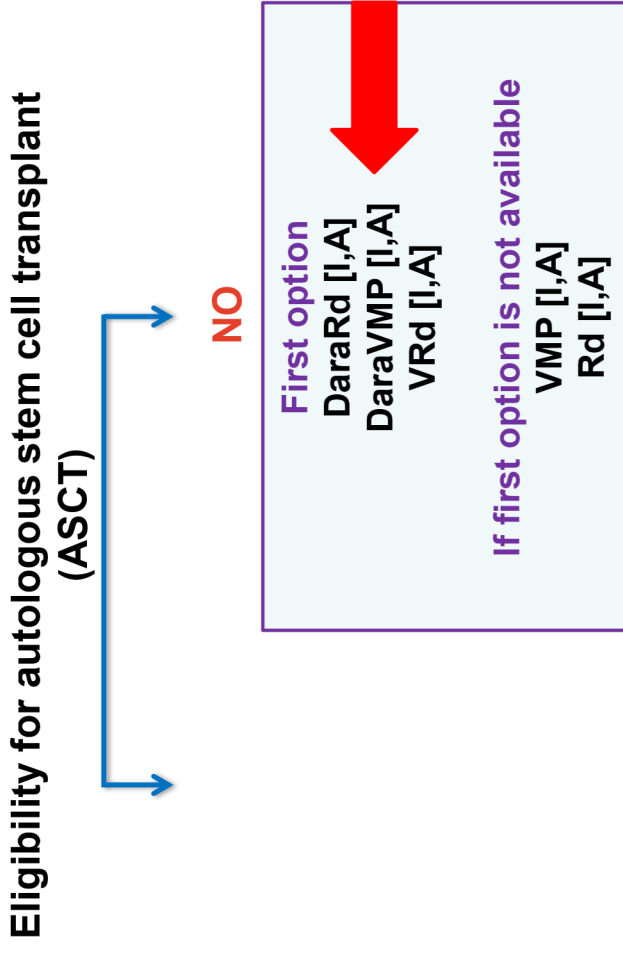 Eligibility for autologous stem cell transplant
(ASCT)
NO
First option
DaraRd [I,A]
DaraVMP [I,A]
VRd [I,A]
If first option is not available
VMP [I,A]
Rd [I,A]